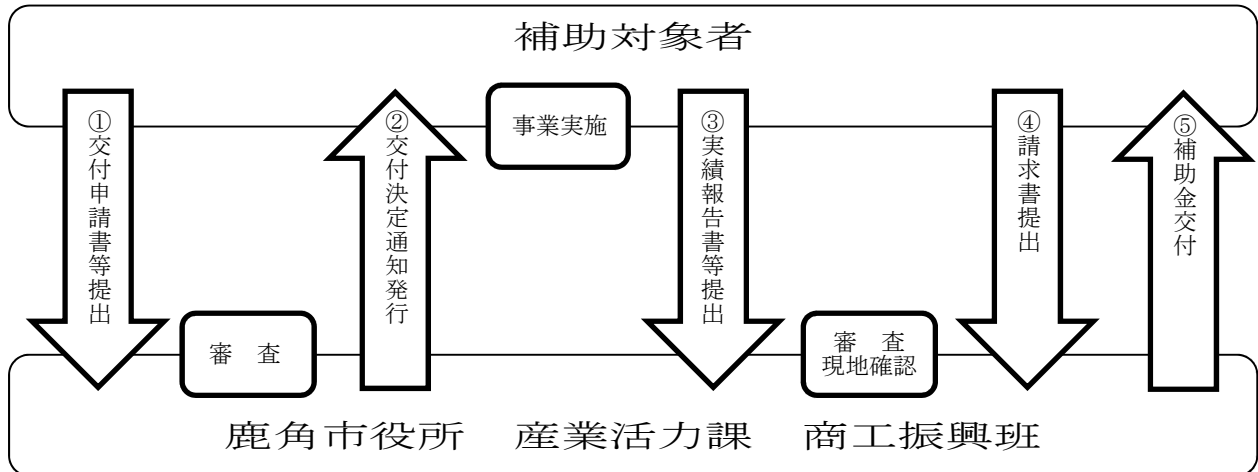 補助対象者
①交付申請書等提出
審　査
②交付決定通知発行
事業実施
③実績報告書等提出
審　査
現地確認
④請求書提出
⑤補助金交付
鹿角市役所　産業活力課　商工振興班